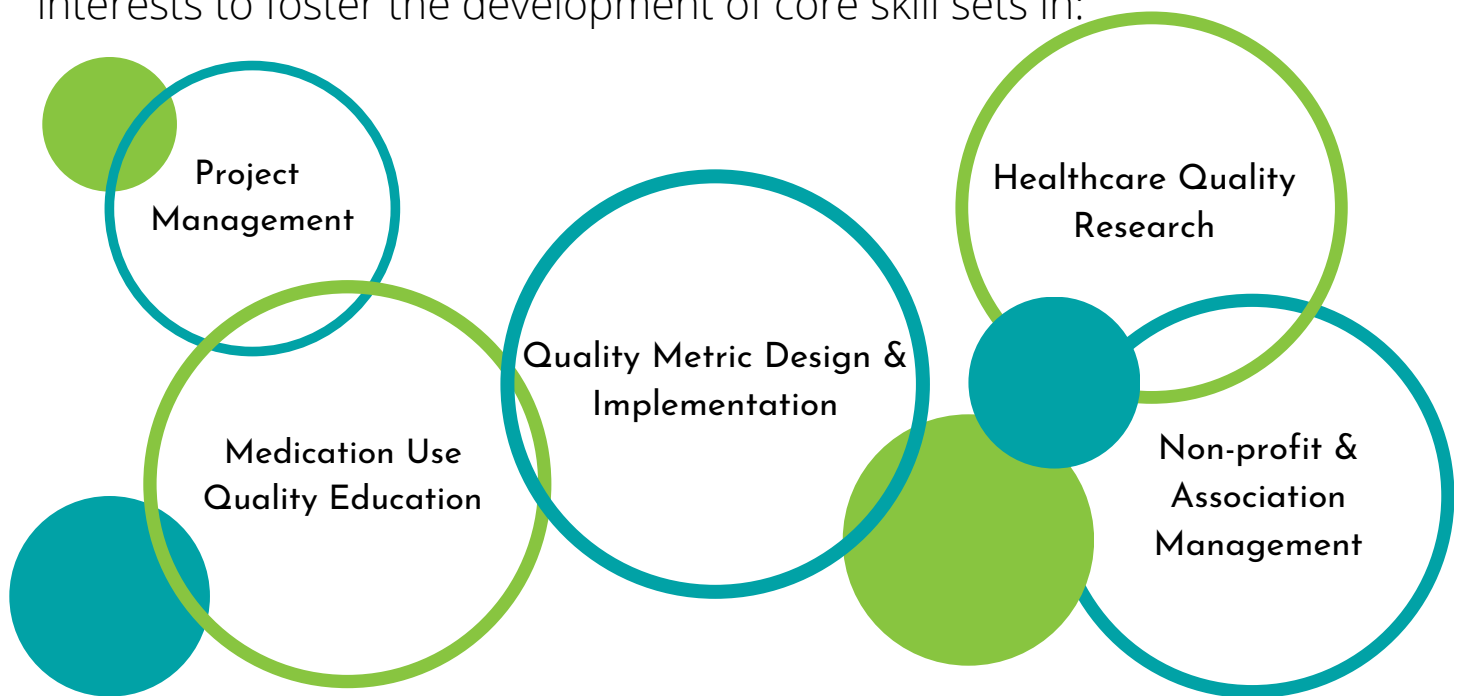 interests to foster the development of core skill sets in:
Project
Management
Healthcare Quality
Research
Quality Metric Design &
Implementation
Medication Use
Quality Education
Non-profit &
Association
Management